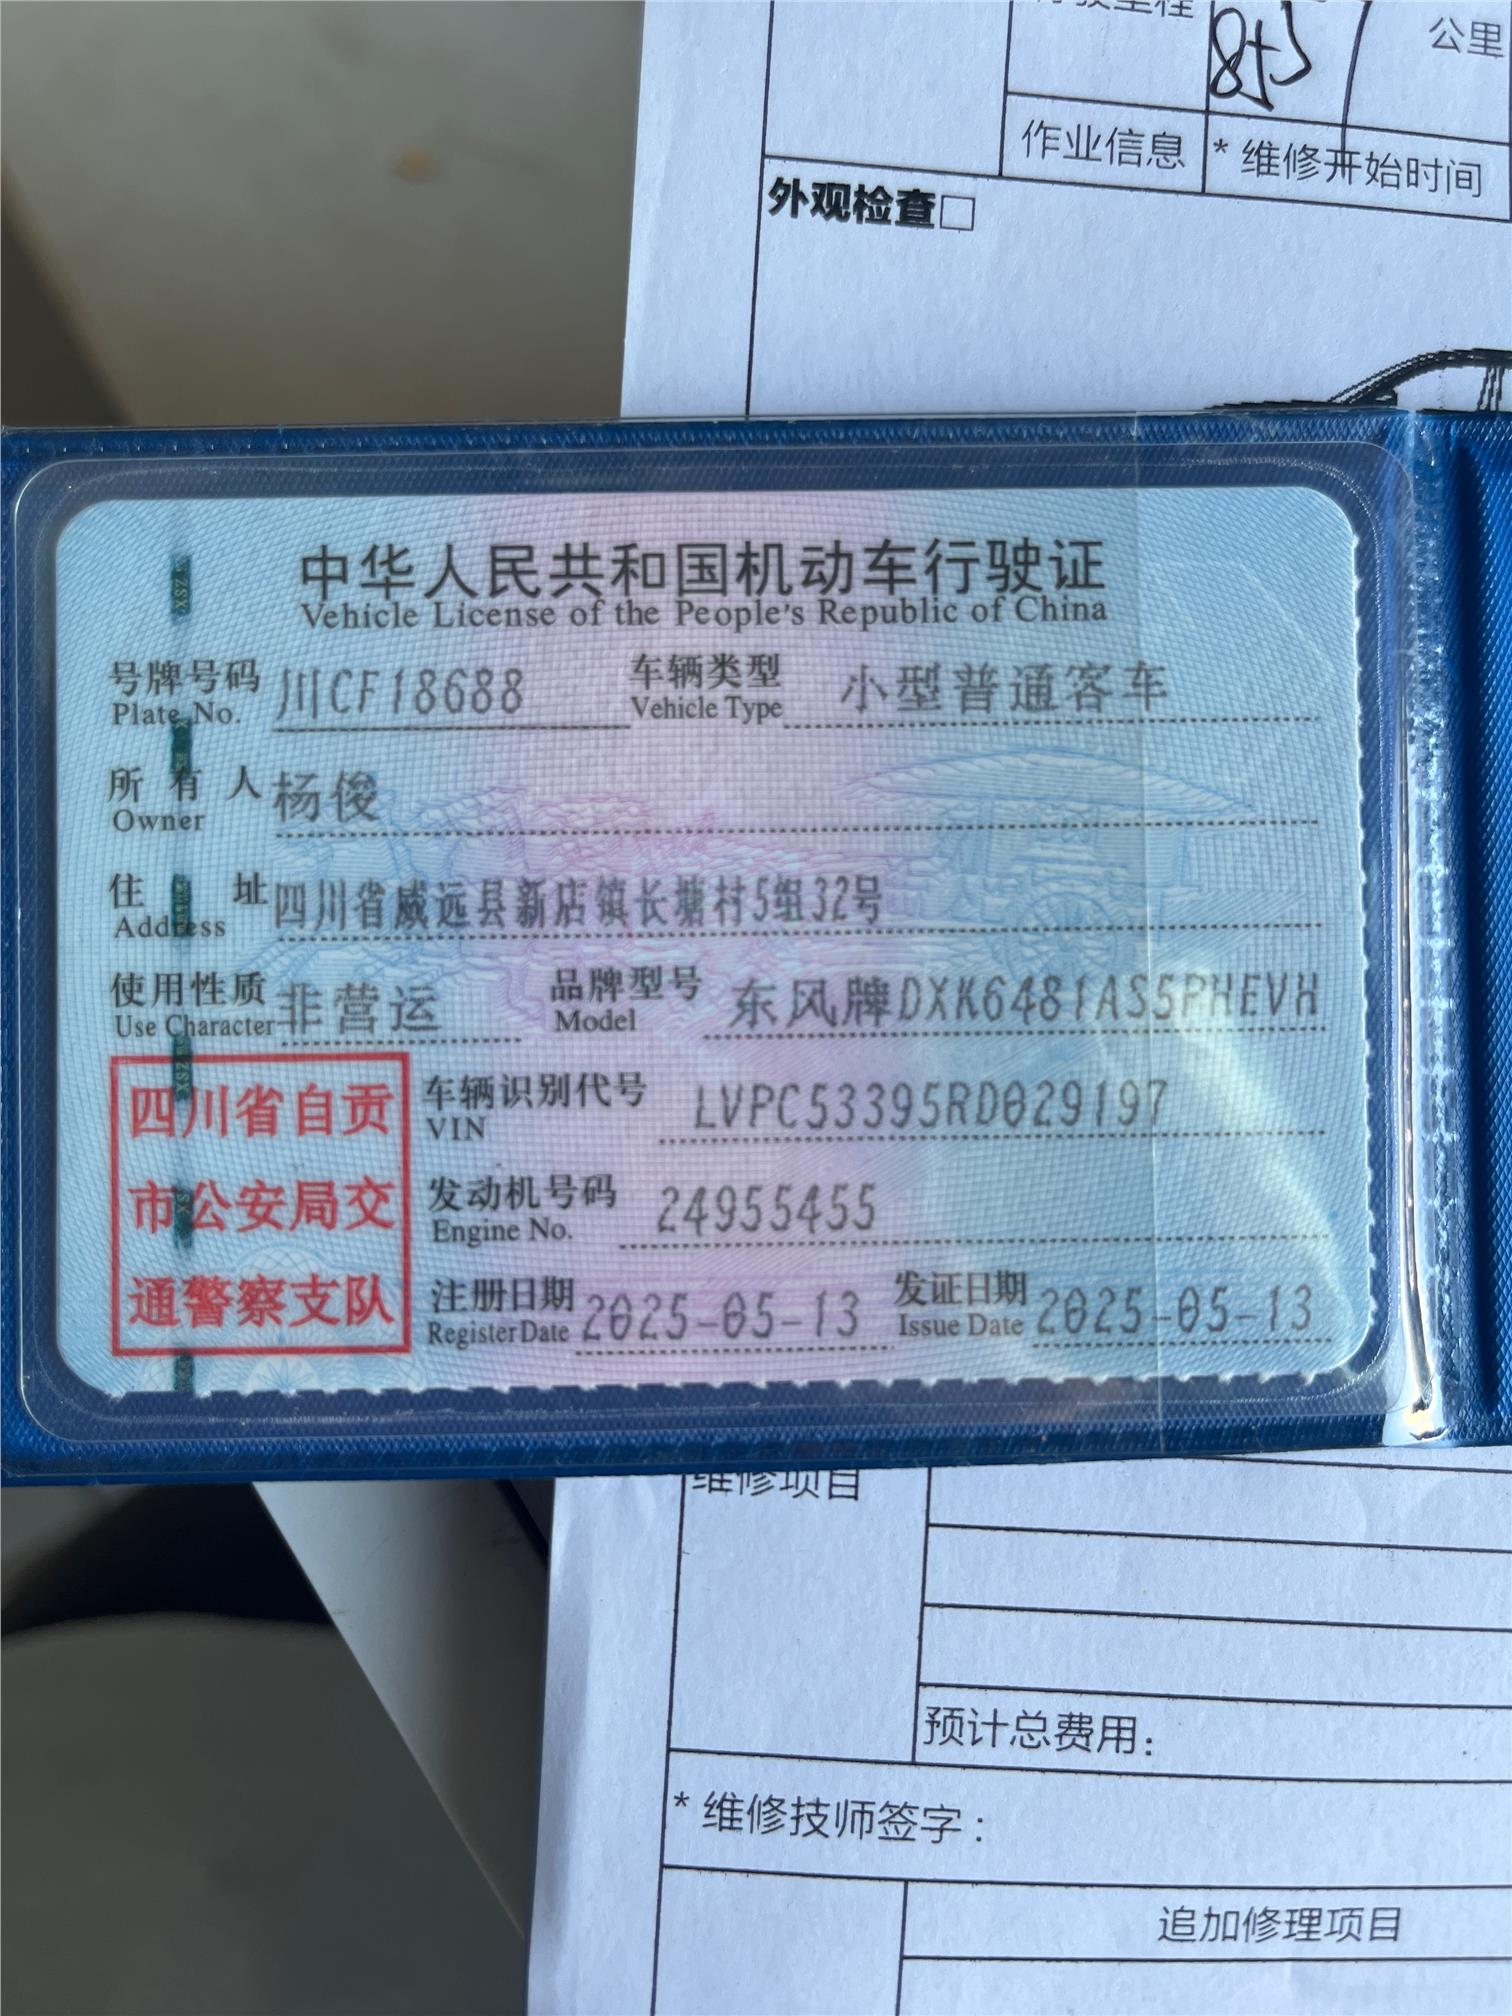 公里
作业信息 * 维修开始时间
外观检查□
中华人民共和国机动车行驶证
Vehicle License of the People's Republic of China
号牌号码 川CF18688 车辆类型 小型普通客车
Plate No. Vehicle Type
所有人 杨俊
Owner
住址 四川省威远县新店镇长塘村5组32号
Address
使用性质 非营运 品牌型号 东风牌DXK6481AS5PHEVH
Use Character Model
四川省自贡
市公安局交
通警察支队
车辆识别代号 LVPC53395RD029197
VIN
发动机号码 24955455
Engine No.
注册日期 2025-05-13 发证日期 2025-05-13
Register Date Issue Date
维修项目
预计总费用：
* 维修技师签字：
追加修理项目